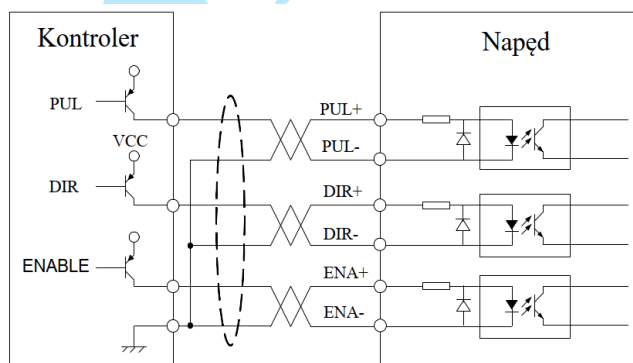 Kontroler
Napęd
PUL
VCC
DIR
ENABLE
PUL+
PUL-
DIR+
DIR-
ENA+
ENA-